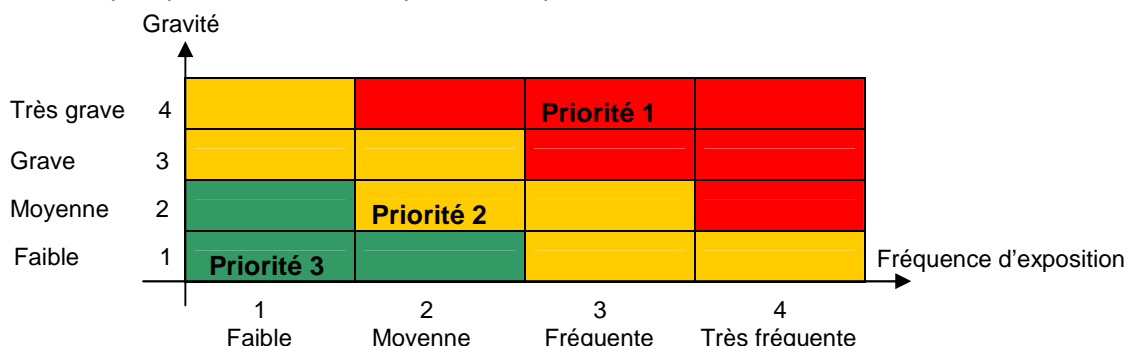 Gravité
Très grave 4 Priorité 1
Grave 3
Moyenne 2 Priorité 2
Faible 1 Priorité 3 Fréquence d'exposition
1 2 3 4
Faible Moyenne Fréquente Très fréquente